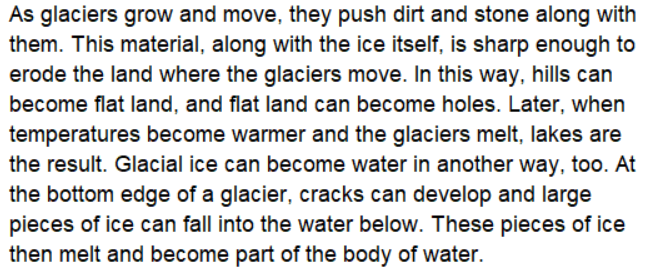 As glaciers grow and move, they push dirt and stone along with
them. This material, along with the ice itself, is sharp enough to
erode the land where the glaciers move. In this way, hills can
become flat land, and flat land can become holes. Later, when
temperatures become warmer and the glaciers melt, lakes are
the result. Glacial ice can become water in another way, too. At
the bottom edge of a glacier, cracks can develop and large
pieces of ice can fall into the water below. These pieces of ice
then melt and become part of the body of water.